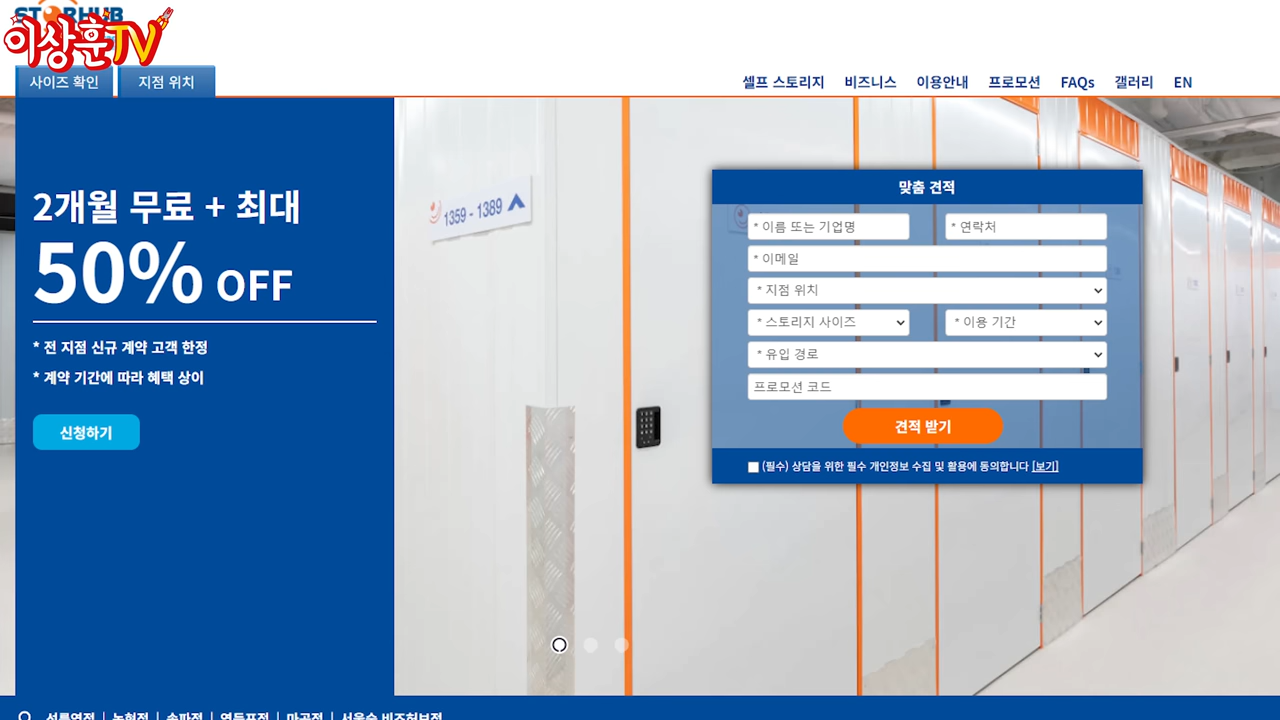 STORHUB
이상훈TV
사이즈 확인
지점 위치
셀프 스토리지 비즈니스 이용안내 프로모션 FAQs 갤러리 EN
2개월 무료 + 최대
50% OFF
* 전 지점 신규 계약 고객 한정
* 계약 기간에 따라 혜택 상이
신청하기
1359 - 1389
맞춤 견적
* 이름 또는 기업명
* 연락처
* 이메일
* 지점 위치
* 스토리지 사이즈
* 이용 기간
* 유입 경로
프로모션 코드
견적 받기
(필수) 상담을 위한 필수 개인정보 수집 및 활용에 동의합니다 [보기]
선릉역점 | 논현점 | 송파점 | 영등포점 | 마곡점 | 서울숲 비즈허브점